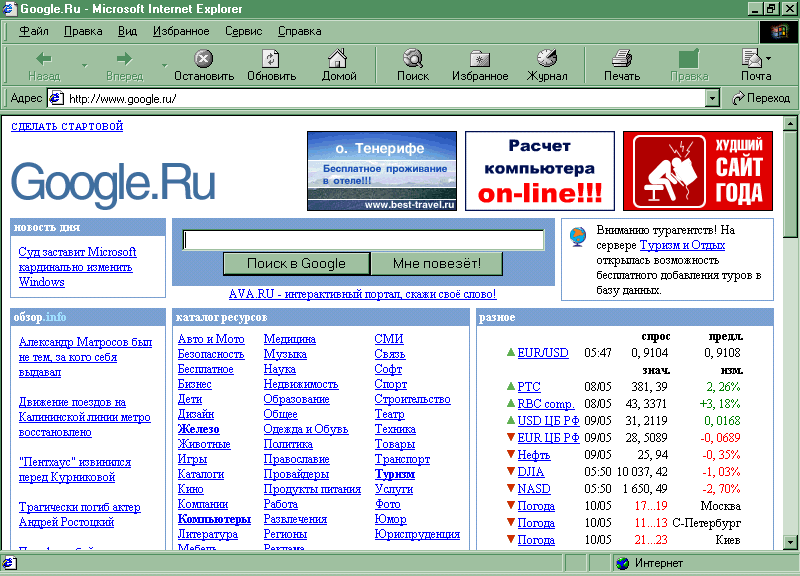 Google.Ru - Microsoft Internet Explorer
Файл Правка Вид Избранное Сервис Справка
Назад Вперед Остановить Обновить Домой Поиск Избранное Журнал Печать Правка Почта
Адрес http://www.google.ru/ Переход
СДЕЛАТЬ СТАРТОВОЙ
Google.Ru
о. Тенерифе
Бесплатное проживание
в отеле!!!
www.best-travel.ru
Расчет
компьютера
on-line!!!
ХУДШИЙ
САЙТ
ГОДА
новость дня
Суд заставит Microsoft
кардинально изменить
Windows
Поиск в Google Мне повезёт!
AVA.RU - интерактивный портал, скажи своё слово!
Вниманию турагентств! На
сервере Туризм и Отдых
открылась возможность
бесплатного добавления туров в
базу данных.
обзор.info
Александр Матросов был
не тем, за кого себя
выдавал
Движение поездов на
Калининской линии метро
восстановлено
"Пентхаус" извинился
перед Курниковой
Трагически погиб актер
Андрей Ростоцкий
каталог ресурсов
Авто и Мото Медицина СМИ
Безопасность Музыка Связь
Бесплатное Наука Софт
Бизнес Недвижимость Спорт
Дети Образование Строительство
Дизайн Общее Театр
Железо Одежда и Обувь Техника
Животные Политика Товары
Игры Православие Транспорт
Каталоги Провайдеры Туризм
Кино Продукты питания Услуги
Компании Работа Фото
Компьютеры Развлечения Юмор
Литература Регионы Юриспруденция
Мебель Реклама
разное
спрос предл.
EUR/USD 05:47 0, 9104 0, 9108
знач. изм.
РТС 08/05 381, 39 2, 26%
RBC comp. 08/05 43, 3371 +3, 18%
USD ЦБ РФ 09/05 31, 2119 0, 0168
EUR ЦБ РФ 09/05 28, 5089 -0, 0689
Нефть 09/05 25, 94 -0, 35%
DJIA 05:50 10 037, 42 -1, 03%
NASD 05:50 1 650, 49 -2, 70%
Погода 10/05 17...19 Москва
Погода 10/05 11...13 С-Петербург
Погода 10/05 21...23 Киев
Интернет